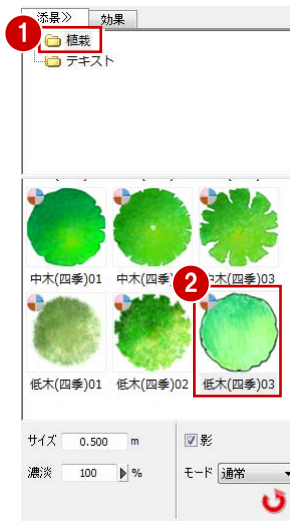 添景≫ 効果
1
植栽
テキスト
中木(四季)01 中木(四季) 中木(四季)03
2
低木(四季)01 低木(四季)02 低木(四季)03
サイズ 0.500 m 影
濃淡 100 % モード 通常